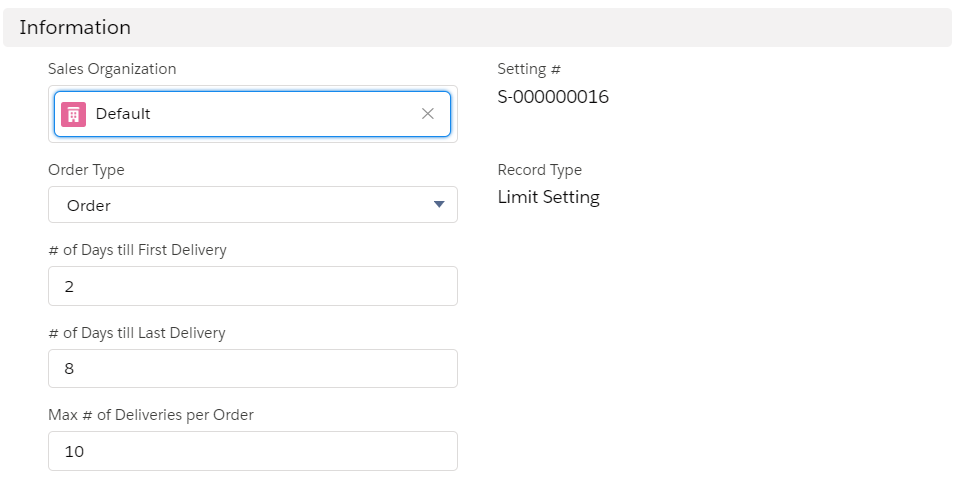 Information
Sales Organization
Default
Setting #
S-000000016
Order Type
Order
Record Type
Limit Setting
# of Days till First Delivery
2
# of Days till Last Delivery
8
Max # of Deliveries per Order
10